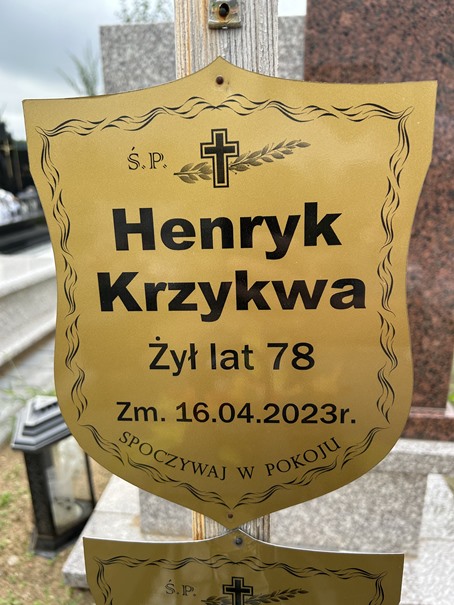 Ś.P.
Henryk
Krzykwa
Żył lat 78
Zm. 16.04.2023r.
SPOCZYWAJ W POKOJU
Ś.P.